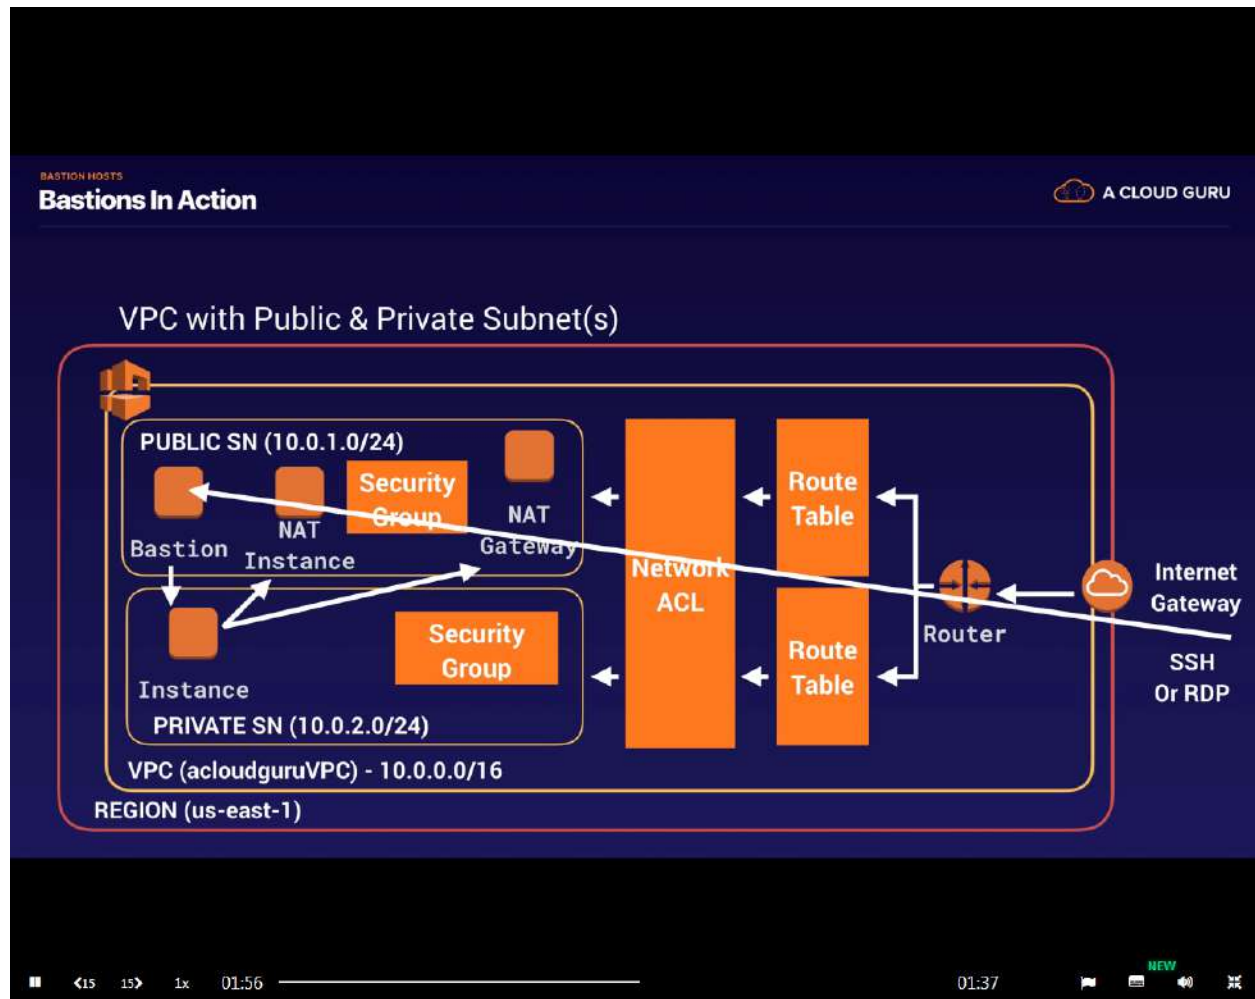 BASTION HOSTS
Bastions In Action
A CLOUD GURU
VPC with Public & Private Subnet(s)
PUBLIC SN (10.0.1.0/24)
Bastion
NAT
Instance
Security
Group
NAT
Gateway
Instance
Security
Group
PRIVATE SN (10.0.2.0/24)
VPC (acloudguruVPC) - 10.0.0.0/16
REGION (us-east-1)
Network
ACL
Route
Table
Route
Table
Router
Internet
Gateway
SSH
Or RDP
15
15
1x
01:56
01:37
NEW